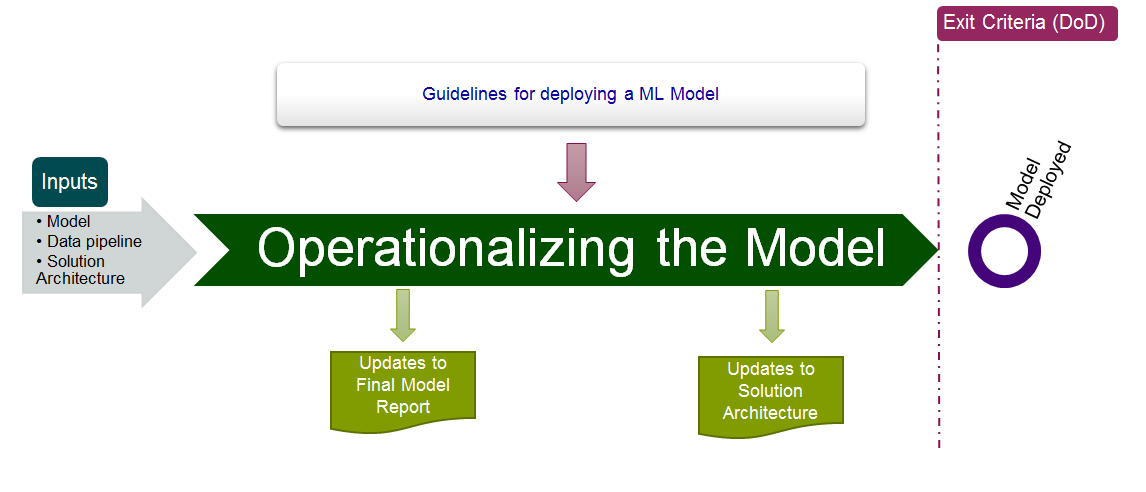 Exit Criteria (DoD)
Guidelines for deploying a ML Model
Inputs
• Model
• Data pipeline
• Solution
Architecture
Operationalizing the Model
Model
Deployed
Updates to
Final Model
Report
Updates to
Solution
Architecture